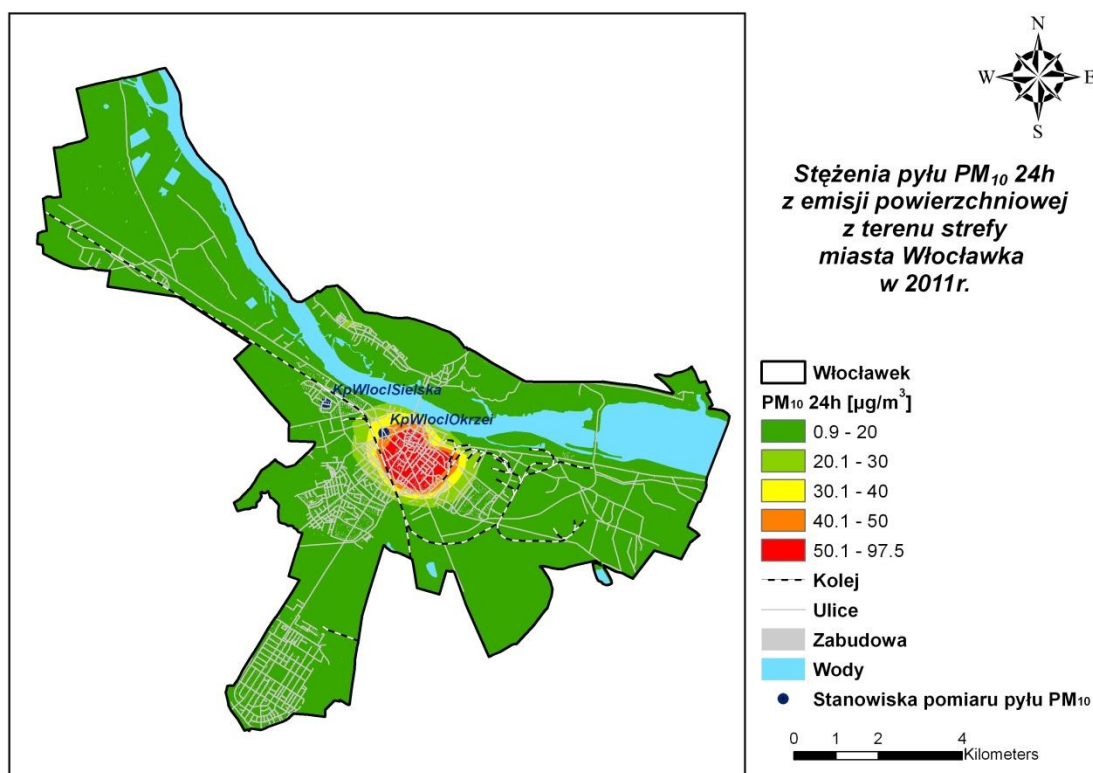 N
W E
S
Stężenia pyłu PM₁₀ 24h
z emisji powierzchniowej
z terenu strefy
miasta Włocławka
w 2011r.
KpWloclSielska
KpWloclOkrzei
Włocławek
PM₁₀ 24h [µg/m³]
0.9 - 20
20.1 - 30
30.1 - 40
40.1 - 50
50.1 - 97.5
Kolej
Ulice
Zabudowa
Wody
Stanowiska pomiaru pyłu PM₁₀
0 1 2 4
Kilometers